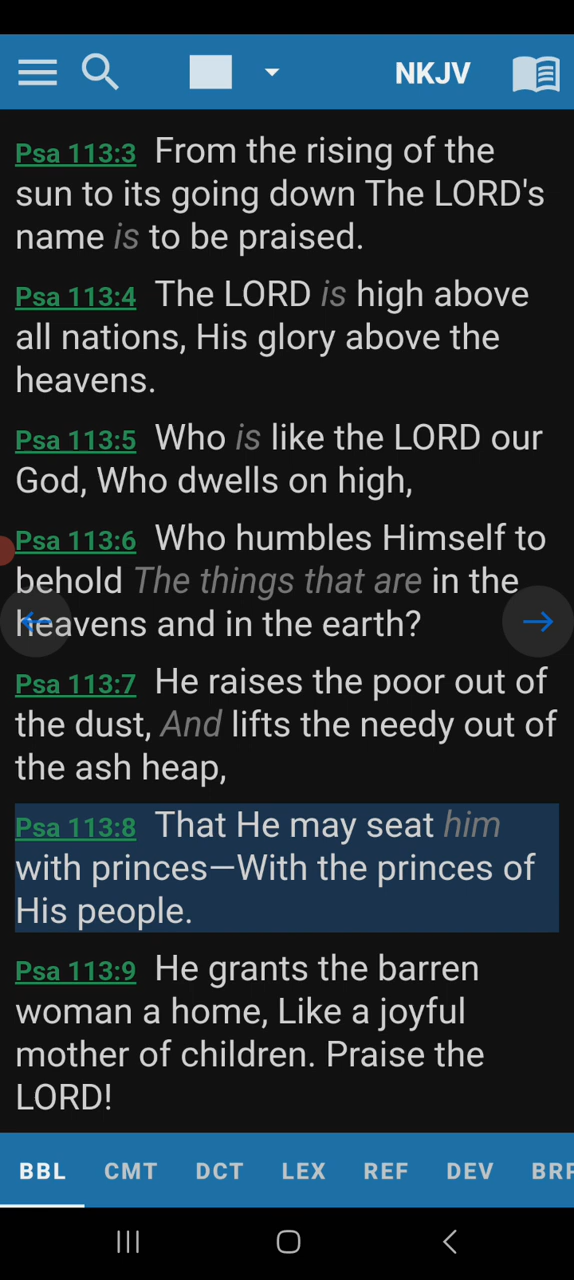 NKJV
Psa 113:3 From the rising of the
sun to its going down The LORD's
name is to be praised.
Psa 113:4 The LORD is high above
all nations, His glory above the
heavens.
Psa 113:5 Who is like the LORD our
God, Who dwells on high,
Psa 113:6 Who humbles Himself to
behold The things that are in the
heavens and in the earth?
Psa 113:7 He raises the poor out of
the dust, And lifts the needy out of
the ash heap,
Psa 113:8 That He may seat him
with princes—With the princes of
His people.
Psa 113:9 He grants the barren
woman a home, Like a joyful
mother of children. Praise the
LORD!
BBL CMT DCT LEX REF DEV